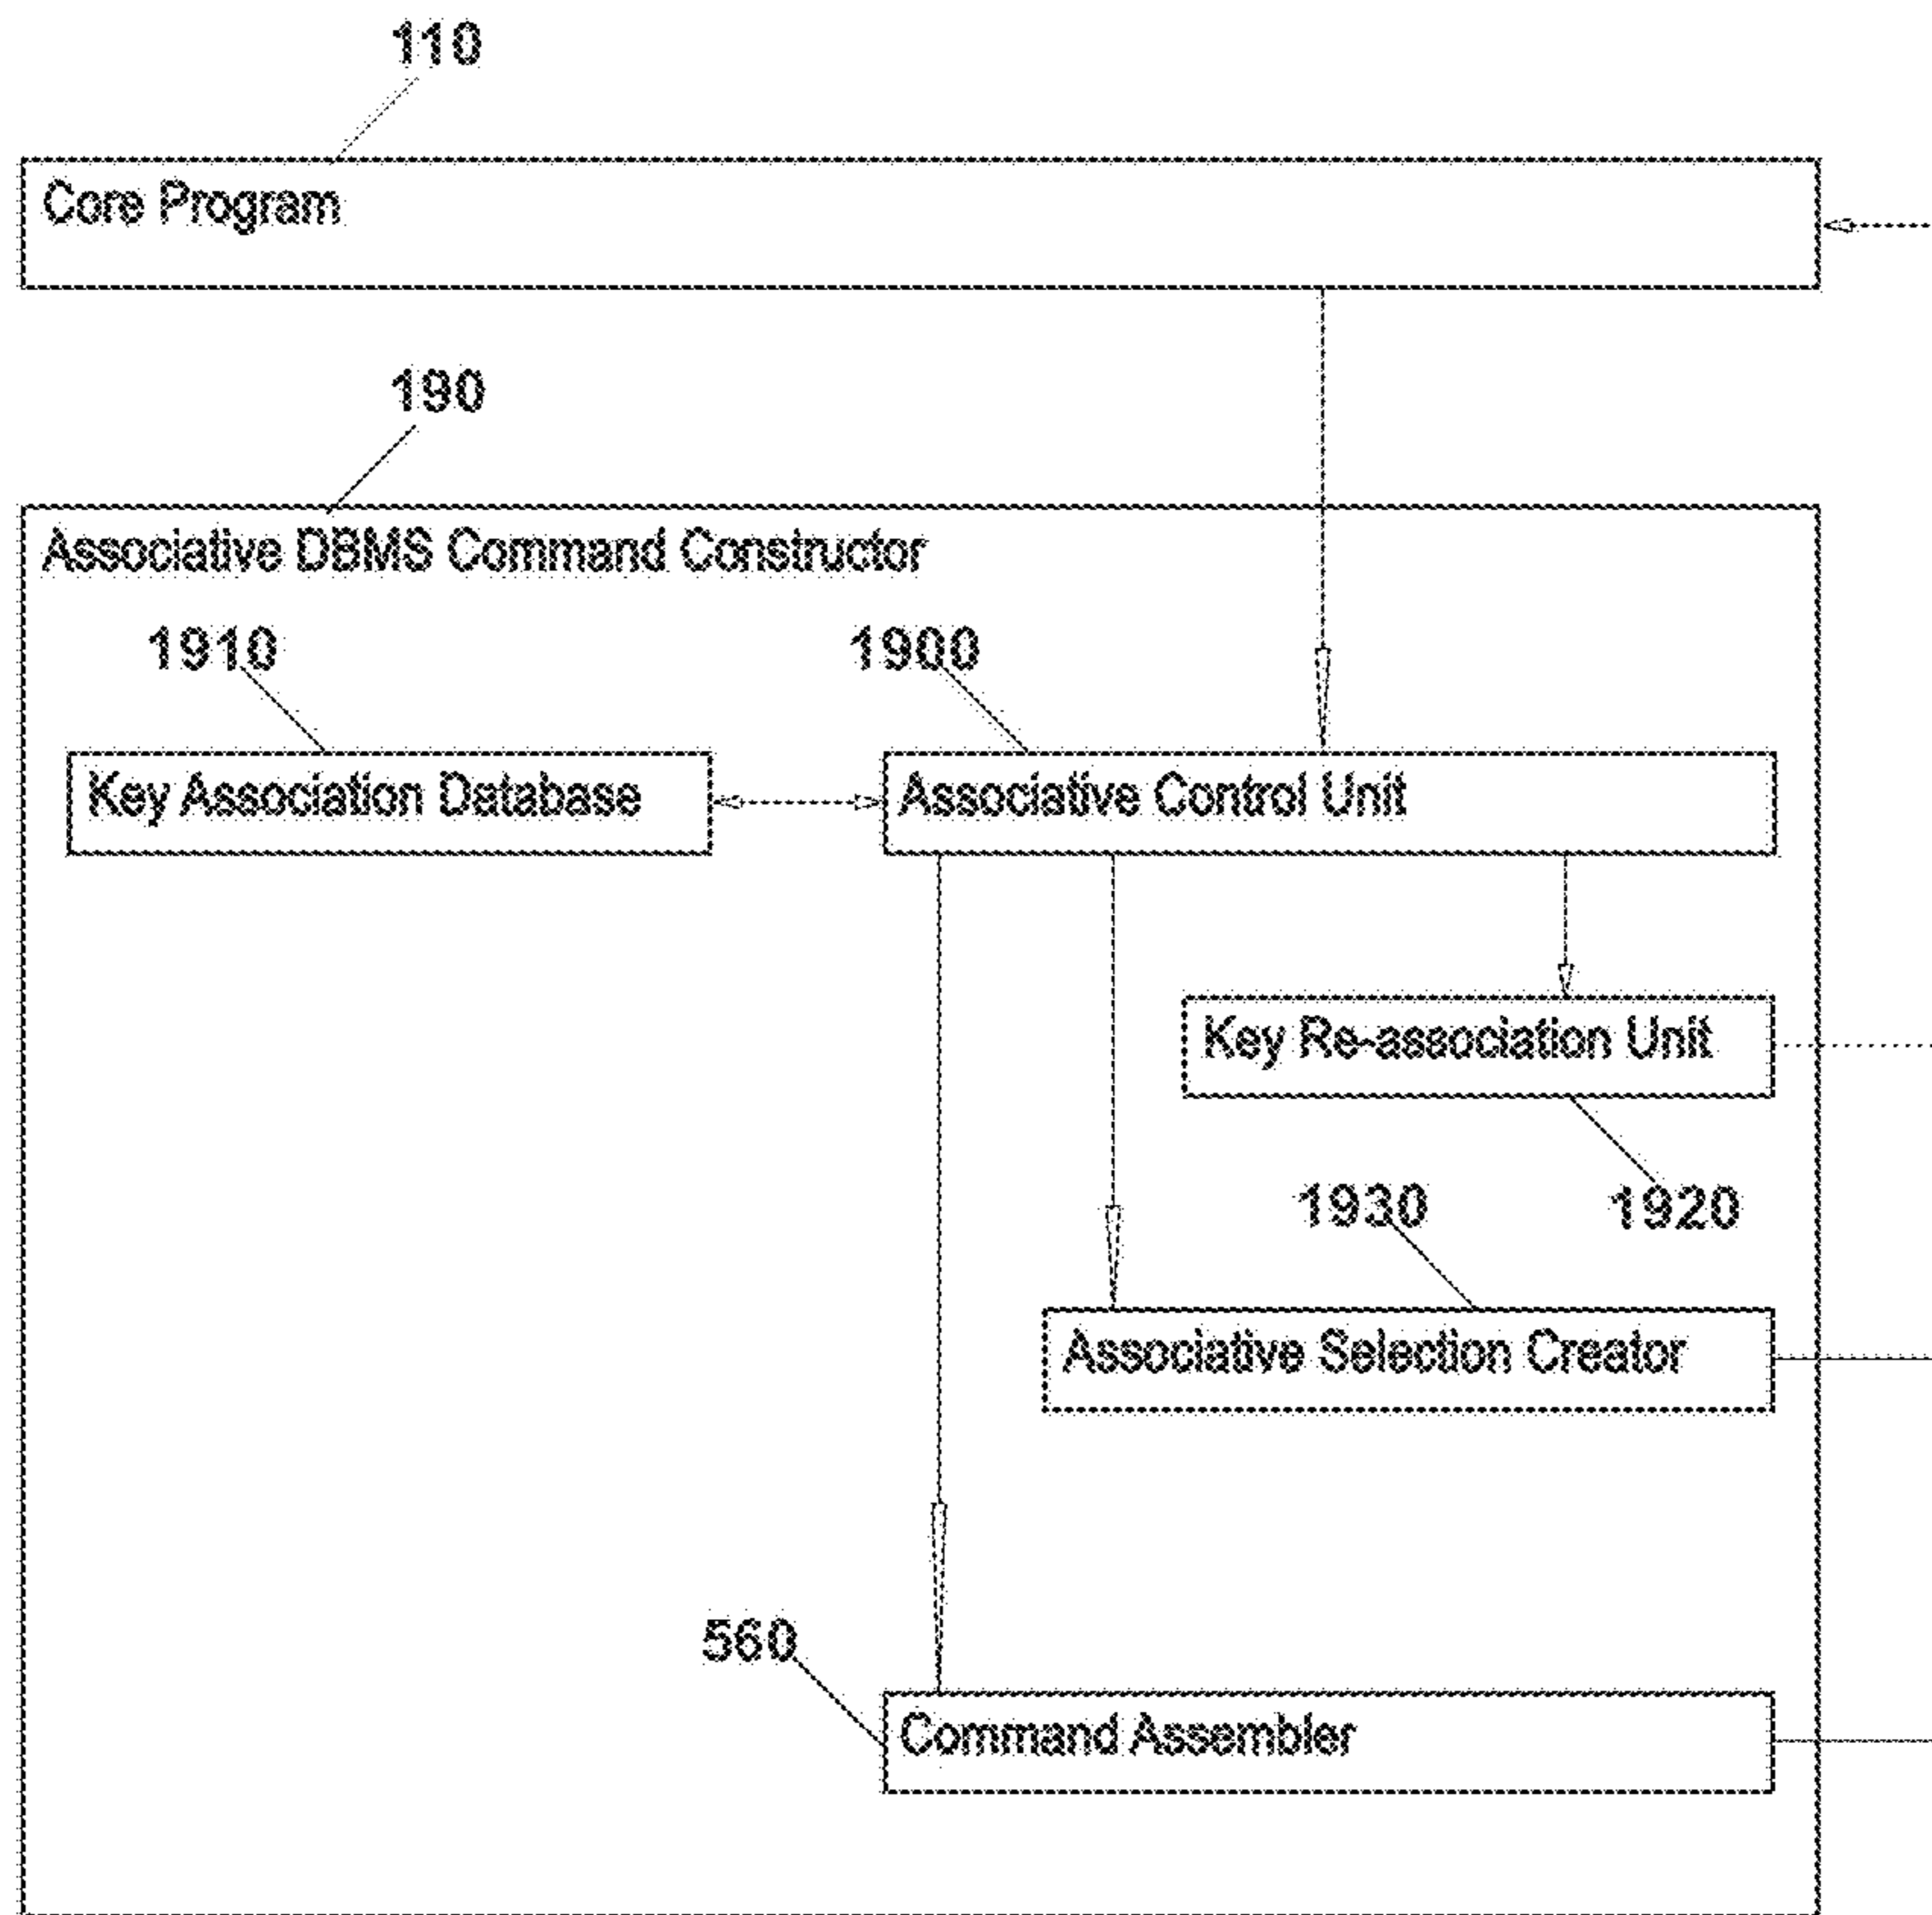 110
Core Program
190
Associative DBMS Command Constructor
1910
1900
Key Association Database
Associative Control Unit
Key Re-association Unit
1930
1920
Associative Selection Creator
560
Command Assembler